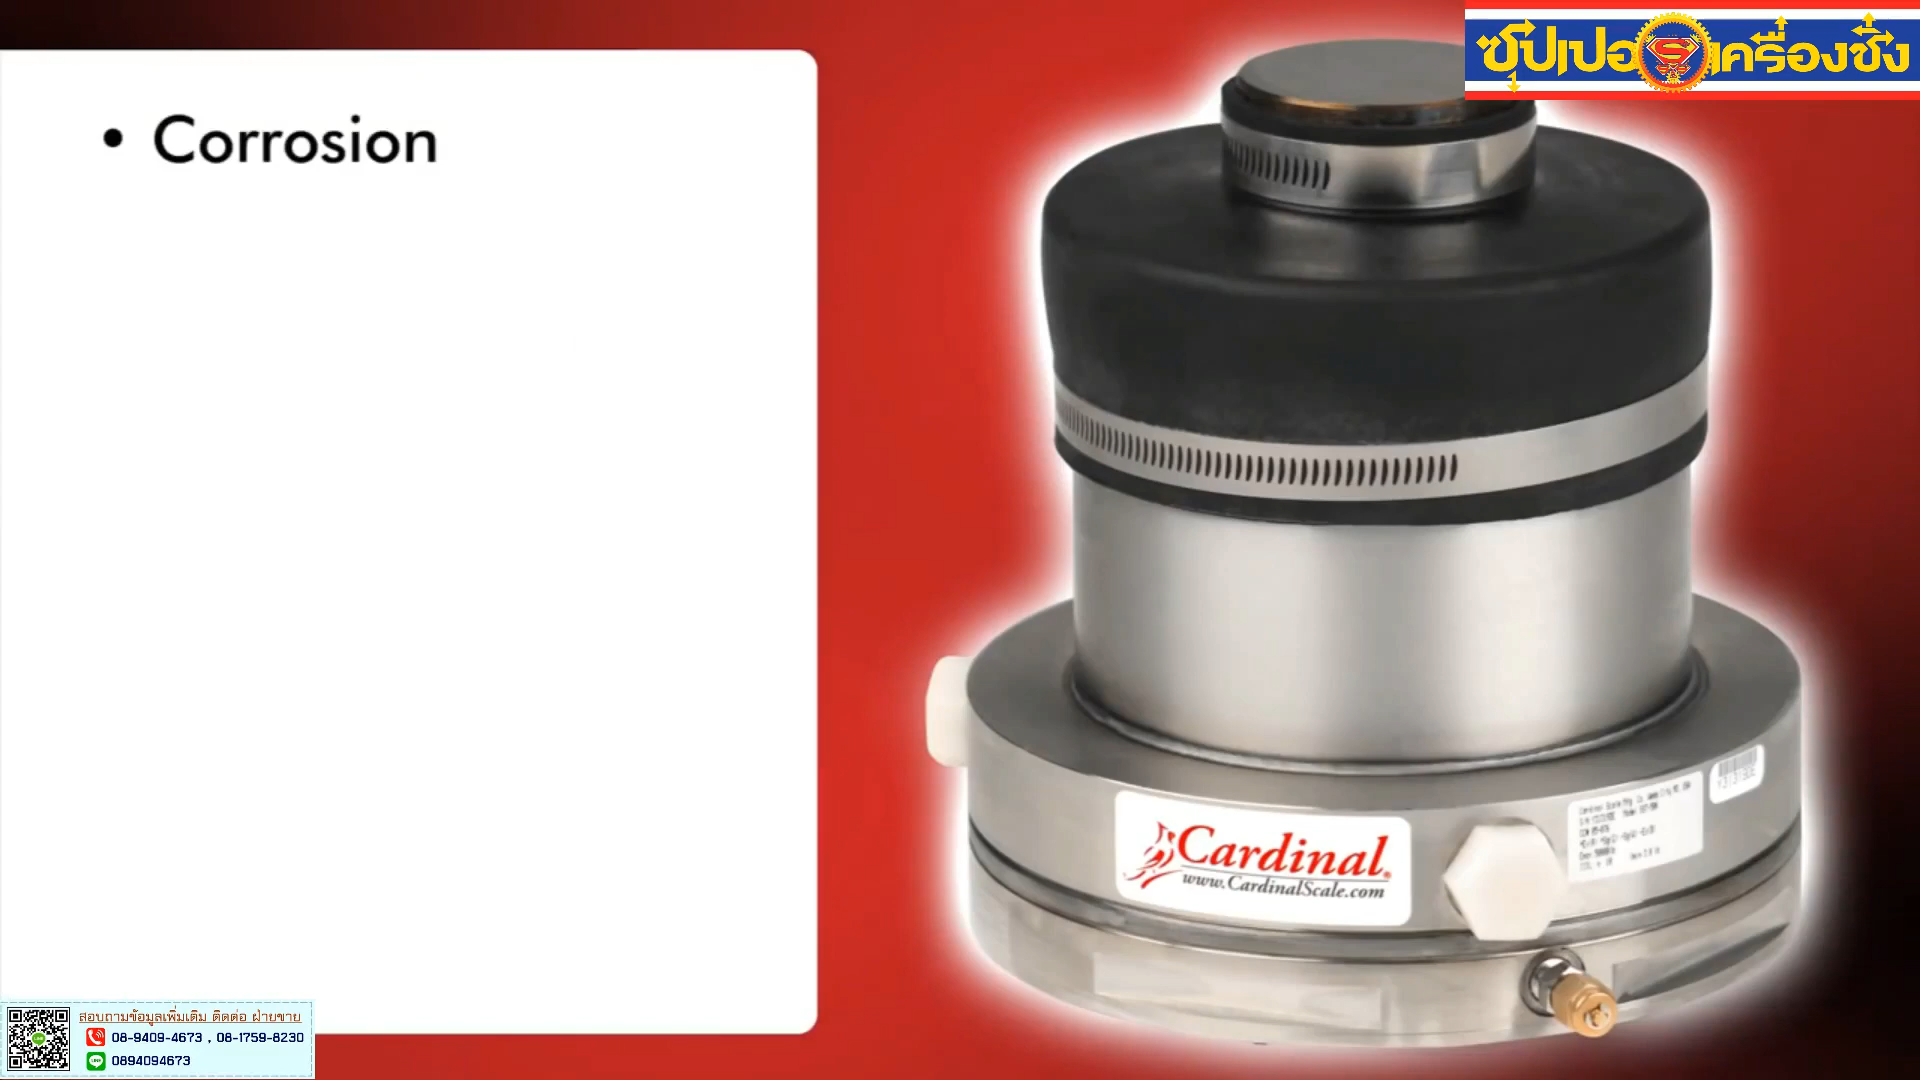 ซุปเปอร์เครื่องชั่ง
• Corrosion
Cardinal
www.CardinalScale.com
สอบถามข้อมูลเพิ่มเติม ติดต่อ ฝ่ายขาย
08-9409-4673 , 08-1759-8230
0894094673